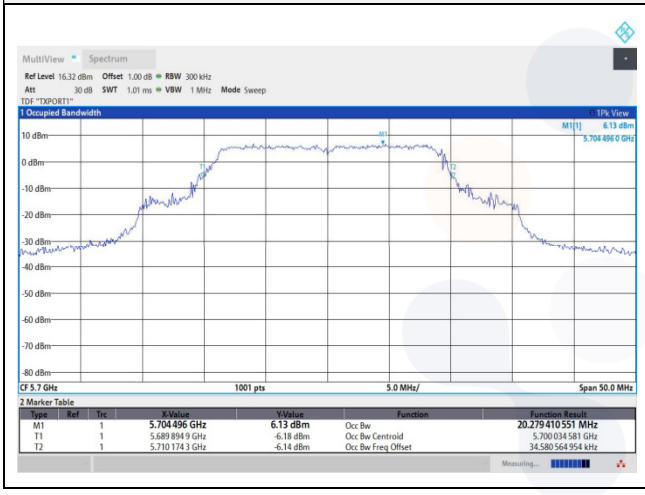 MultiView Spectrum
Ref Level 16.32 dBm Offset 1.00 dB RBW 300 kHz
Att 30 dB SWT 1.01 ms VBW 1 MHz Mode Sweep
TDF "TXPORT1"
1 Occupied Bandwidth 1Pk View
M1[1] 6.13 dBm
5.704 496 0 GHz
10 dBm
M1
0 dBm
T1
T2
-10 dBm
-20 dBm
-30 dBm
-40 dBm
-50 dBm
-60 dBm
-70 dBm
-80 dBm
CF 5.7 GHz 1001 pts 5.0 MHz/ Span 50.0 MHz
2 Marker Table
Type Ref Trc X-Value Y-Value Function Function Result
M1 1 5.704 496 GHz 6.13 dBm Occ Bw 20.279 410 551 MHz
T1 1 5.689 894 9 GHz -6.18 dBm Occ Bw Centroid 5.700 034 581 GHz
T2 1 5.710 174 3 GHz -6.14 dBm Occ Bw Freq Offset 34.580 564 954 kHz
Measuring...